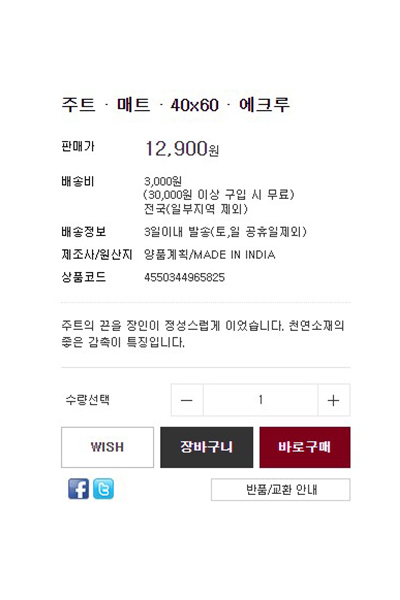 주트 · 매트 · 40x60 · 에크루
판매가 12,900원
배송비 3,000원
(30,000원 이상 구입 시 무료)
전국(일부지역 제외)
배송정보 3일이내 발송(토,일 공휴일제외)
제조사/원산지 양품계획/MADE IN INDIA
상품코드 4550344965825
주트의 끈을 장인이 정성스럽게 이었습니다. 천연소재의
좋은 감촉이 특징입니다.
수량선택 — 1 +
WISH 장바구니 바로구매
반품/교환 안내